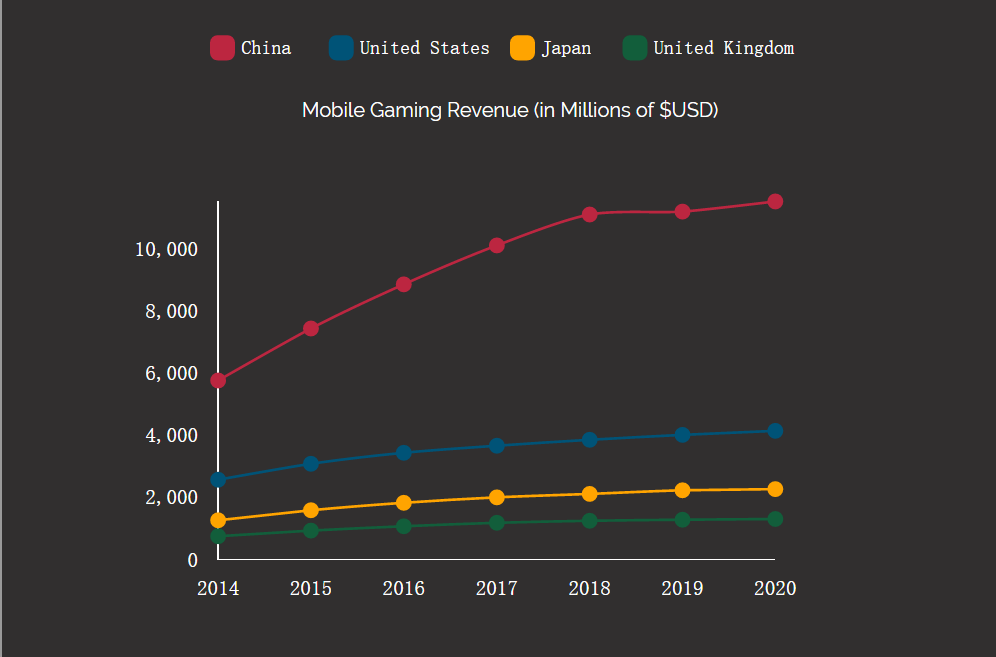 China United States Japan United Kingdom
Mobile Gaming Revenue (in Millions of $USD)
10,000
8,000
6,000
4,000
2,000
0
2014 2015 2016 2017 2018 2019 2020